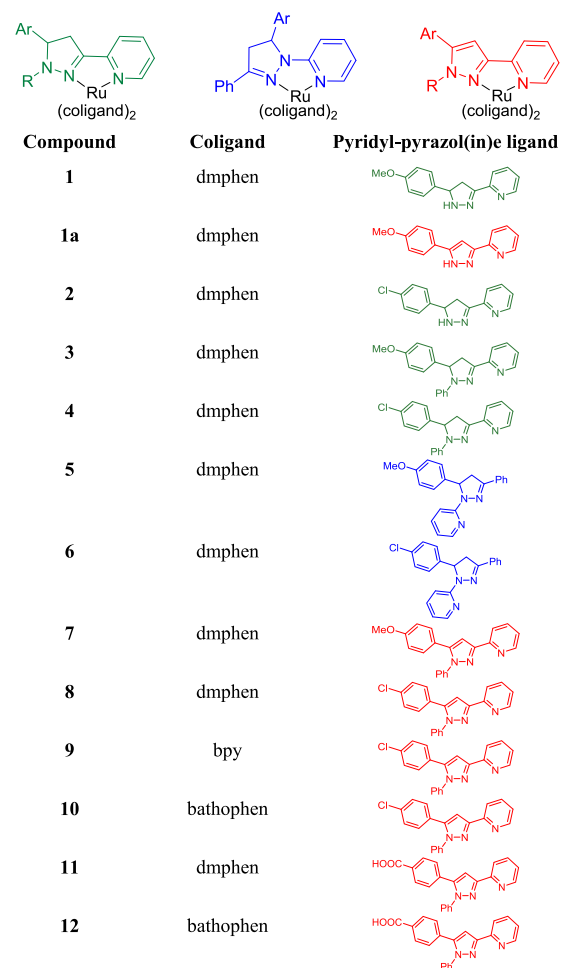 Ar
Ar
Ar
N
N
N
R
Ru
(coligand)2
N
Ph
N
N
Ru
(coligand)2
N
N
N
R
Ru
(coligand)2
Compound Coligand Pyridyl-pyrazol(in)e ligand
1 dmphen
MeO
HN N
N
1a dmphen
MeO
HN N
N
2 dmphen
Cl
HN N
N
3 dmphen
MeO
N N
N
Ph
4 dmphen
Cl
N N
N
Ph
5 dmphen
MeO
Ph
N N
N
6 dmphen
Cl
Ph
N N
N
7 dmphen
MeO
N N
N
Ph
8 dmphen
Cl
N N
N
Ph
9 bpy
Cl
N N
N
Ph
10 bathophen
Cl
N N
N
Ph
11 dmphen
HOOC
N N
N
Ph
12 bathophen
HOOC
N N
N
Ph